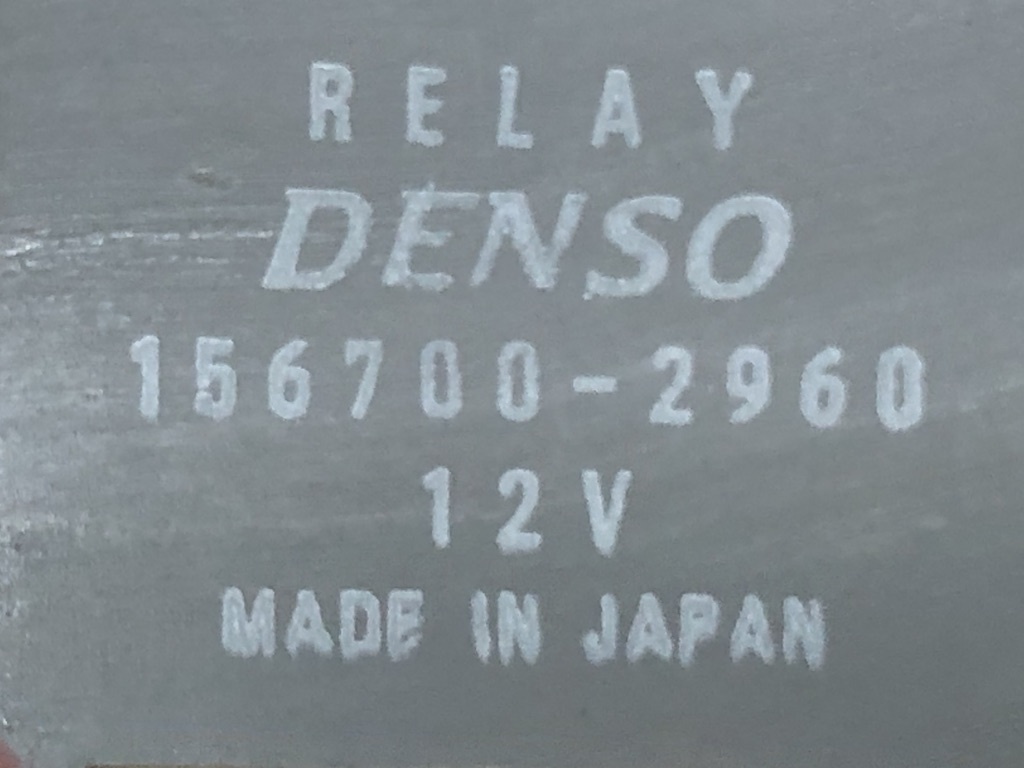 RELAY
DENSO
156700-2960
12V
MADE IN JAPAN